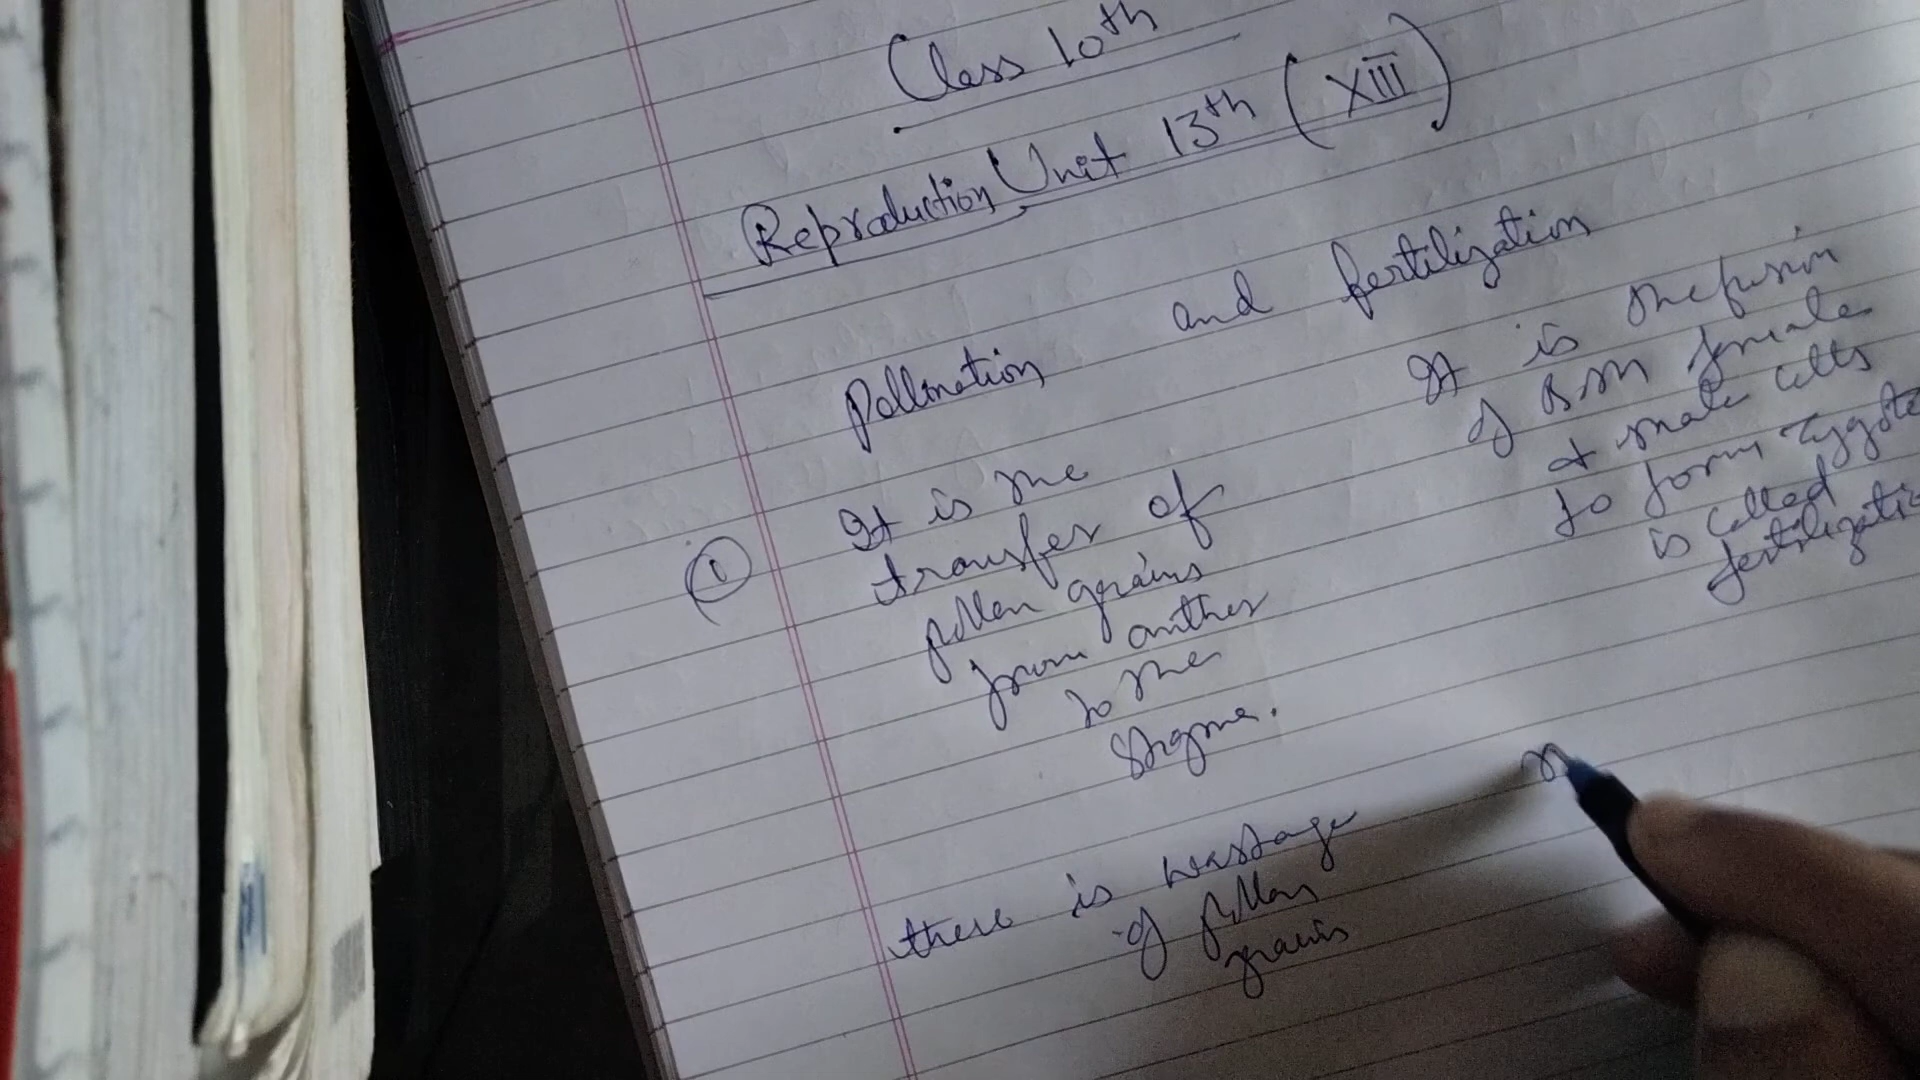 Class 10th
Reproduction Unit 13th (XIII)
Pollination and fertilization
① It is the
transfer of
pollen grains
from anther
to the
stigma.
It is the fusion
of Both female
& male cells
to form zygote
is called
fertilizatio
there is wastage
of pollen
grains